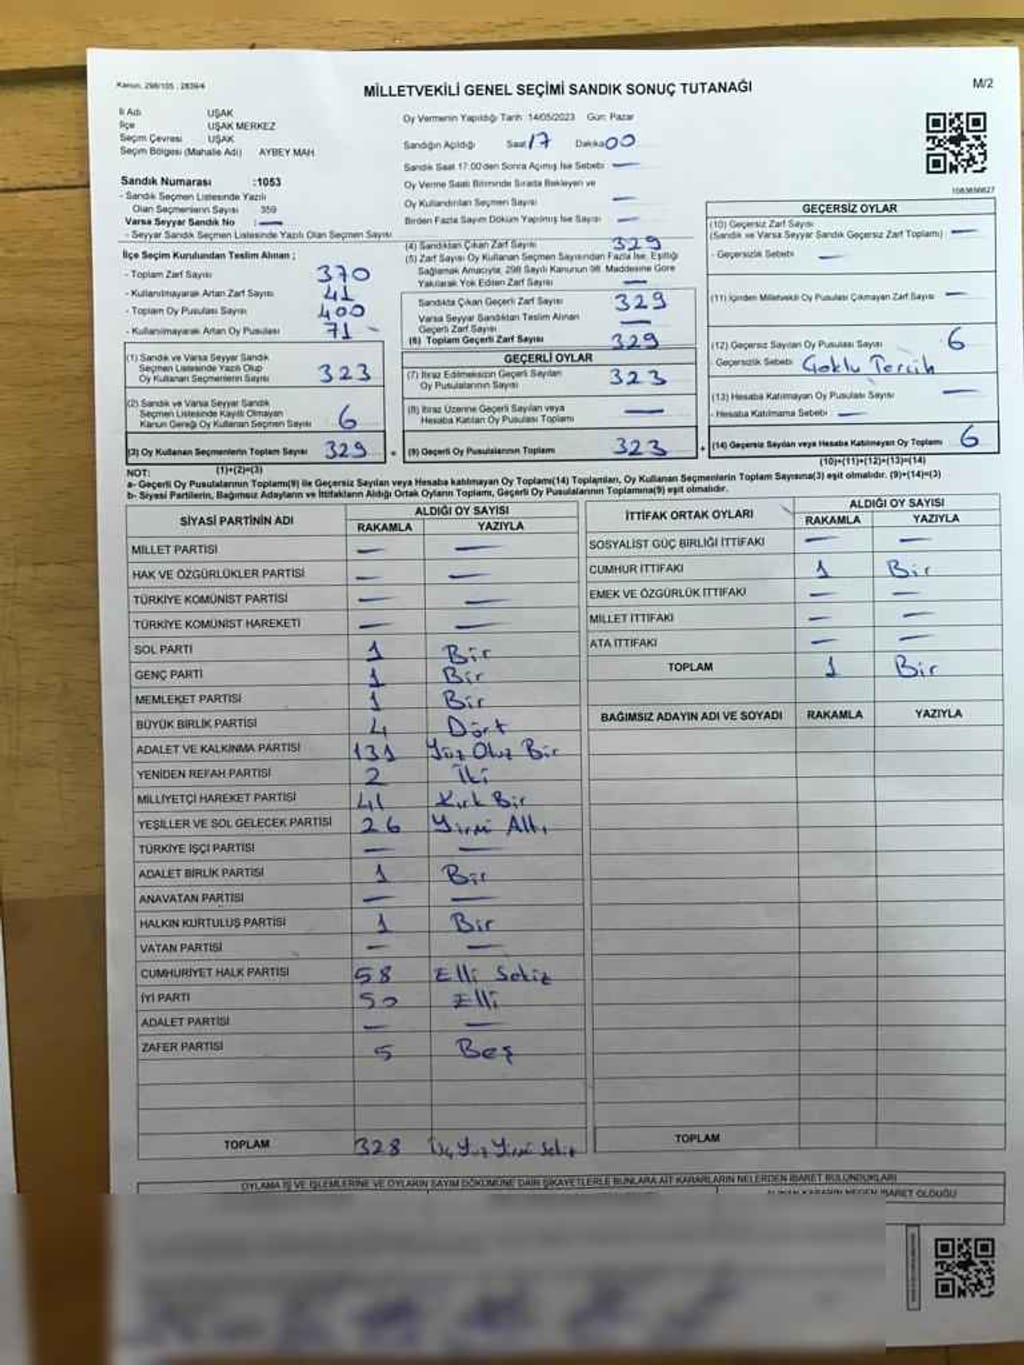 Kanun, 298/105 ; 2839/4
MİLLETVEKİLİ GENEL SEÇİMİ SANDIK SONUÇ TUTANAĞI
M/2
İl Adı UŞAK
İlçe UŞAK MERKEZ
Seçim Çevresi UŞAK
Seçim Bölgesi (Mahalle Adı) AYBEY MAH
Sandık Numarası :1053
- Sandık Seçmen Listesinde Yazılı
Olan Seçmenlerin Sayısı 359
Varsa Seyyar Sandık No : —
- Seyyar Sandık Seçmen Listesinde Yazılı Olan Seçmen Sayısı
İlçe Seçim Kurulundan Teslim Alınan ;
- Toplam Zarf Sayısı 370
- Kullanılmayarak Artan Zarf Sayısı 41
- Toplam Oy Pusulası Sayısı 400
- Kullanılmayarak Artan Oy Pusulası 71 -
(1) Sandık ve Varsa Seyyar Sandık
Seçmen Listesinde Yazılı Olup
Oy Kullanan Seçmenlerin Sayısı 323
(2) Sandık ve Varsa Seyyar Sandık
Seçmen Listesinde Kayıtlı Olmayan
Kanun Gereği Oy Kullanan Seçmen Sayısı 6
(3) Oy Kullanan Seçmenlerin Toplam Sayısı 329
(1)+(2)=(3)
Oy Vermenin Yapıldığı Tarih 14/05/2023 Gün: Pazar
Sandığın Açıldığı Saat 17 Dakika 00
Sandık Saat 17:00'den Sonra Açılmış İse Sebebi —
Oy Verme Saati Bitiminde Sırada Bekleyen ve
Oy Kullandırılan Seçmen Sayısı —
Birden Fazla Sayım Döküm Yapılmış İse Sayısı —
(4) Sandıktan Çıkan Zarf Sayısı 329
(5) Zarf Sayısı Oy Kullanan Seçmen Sayısından Fazla İse, Eşitliği
Sağlamak Amacıyla, 298 Sayılı Kanunun 98. Maddesine Göre
Yakılarak Yok Edilen Zarf Sayısı —
Sandıkta Çıkan Geçerli Zarf Sayısı 329
Varsa Seyyar Sandıktan Teslim Alınan
Geçerli Zarf Sayısı —
(6) Toplam Geçerli Zarf Sayısı 329
GEÇERLİ OYLAR
(7) İtiraz Edilmeksizin Geçerli Sayılan
Oy Pusulalarının Sayısı 323
(8) İtiraz Üzerine Geçerli Sayılan veya
Hesaba Katılan Oy Pusulası Toplamı —
= (9) Geçerli Oy Pusulalarının Toplamı 323
1083656627
GEÇERSİZ OYLAR
(10) Geçersiz Zarf Sayısı
(Sandık ve Varsa Seyyar Sandık Geçersiz Zarf Toplamı) —
- Geçersizlik Sebebi —
(11) İçinden Milletvekili Oy Pusulası Çıkmayan Zarf Sayısı —
(12) Geçersiz Sayılan Oy Pusulası Sayısı 6
- Geçersizlik Sebebi Çoklu Tercih
(13) Hesaba Katılmayan Oy Pusulası Sayısı —
- Hesaba Katılmama Sebebi —
+ (14) Geçersiz Sayılan veya Hesaba Katılmayan Oy Toplamı 6
(10)+(11)+(12)+(13)=(14)
NOT:
a- Geçerli Oy Pusulalarının Toplamı(9) ile Geçersiz Sayılan veya Hesaba katılmayan Oy Toplamı(14) Toplamları, Oy Kullanan Seçmenlerin Toplam Sayısına(3) eşit olmalıdır. (9)+(14)=(3)
b- Siyasi Partilerin, Bağımsız Adayların ve İttifakların Aldığı Ortak Oyların Toplamı, Geçerli Oy Pusulalarının Toplamına(9) eşit olmalıdır.
SİYASİ PARTİNİN ADI ALDIĞI OY SAYISI
RAKAMLA YAZIYLA
MİLLET PARTİSİ — —
HAK VE ÖZGÜRLÜKLER PARTİSİ — —
TÜRKİYE KOMÜNİST PARTİSİ — —
TÜRKİYE KOMÜNİST HAREKETİ — —
SOL PARTİ 1 Bir
GENÇ PARTİ 1 Bir
MEMLEKET PARTİSİ 1 Bir
BÜYÜK BİRLİK PARTİSİ 4 Dört
ADALET VE KALKINMA PARTİSİ 131 Yüz Otuz Bir
YENİDEN REFAH PARTİSİ 2 İki
MİLLİYETÇİ HAREKET PARTİSİ 41 Kırk Bir
YEŞİLLER VE SOL GELECEK PARTİSİ 26 Yirmi Altı
TÜRKİYE İŞÇİ PARTİSİ — —
ADALET BİRLİK PARTİSİ 1 Bir
ANAVATAN PARTİSİ — —
HALKIN KURTULUŞ PARTİSİ 1 Bir
VATAN PARTİSİ — —
CUMHURİYET HALK PARTİSİ 58 Elli Sekiz
İYİ PARTİ 50 Elli
ADALET PARTİSİ — —
ZAFER PARTİSİ 5 Beş
TOPLAM 328 Üç Yüz Yirmi Sekiz
İTTİFAK ORTAK OYLARI ALDIĞI OY SAYISI
RAKAMLA YAZIYLA
SOSYALİST GÜÇ BİRLİĞİ İTTİFAKI — —
CUMHUR İTTİFAKI 1 Bir
EMEK VE ÖZGÜRLÜK İTTİFAKI — —
MİLLET İTTİFAKI — —
ATA İTTİFAKI — —
TOPLAM 1 Bir
BAĞIMSIZ ADAYIN ADI VE SOYADI RAKAMLA YAZIYLA
TOPLAM
OYLAMA İŞ VE İŞLEMLERİNE VE OYLARIN SAYIM DÖKÜMÜNE DAİR ŞİKAYETLERLE BUNLARA AİT KARARLARIN NELERDEN İBARET BULUNDUKLARI
ALINAN KARARIN NEDEN İBARET OLDUĞU